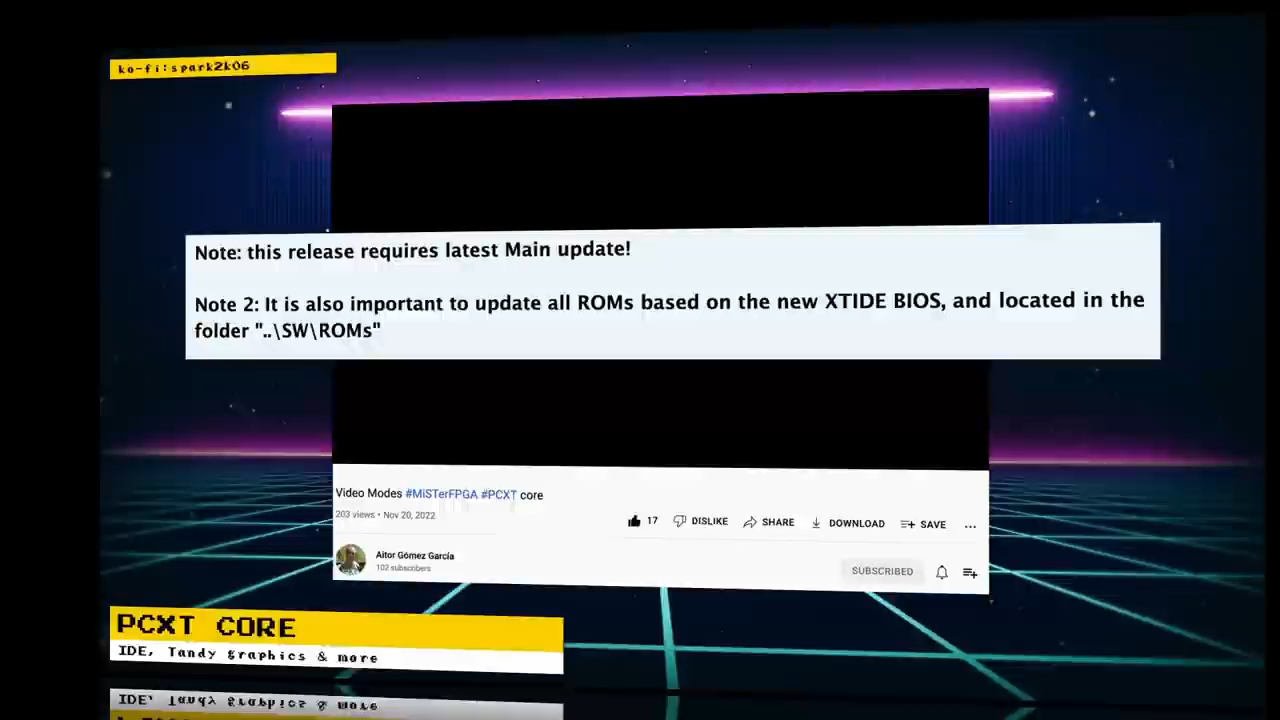 ko-fi:spark2k06
Note: this release requires latest Main update!
Note 2: It is also important to update all ROMs based on the new XTIDE BIOS, and located in the
folder "..\SW\ROMs"
Video Modes #MiSTerFPGA #PCXT core
203 views • Nov 20, 2022
17 DISLIKE SHARE DOWNLOAD SAVE ...
Aitor Gómez García
102 subscribers
SUBSCRIBED
PCXT CORE
IDE, Tandy graphics & more